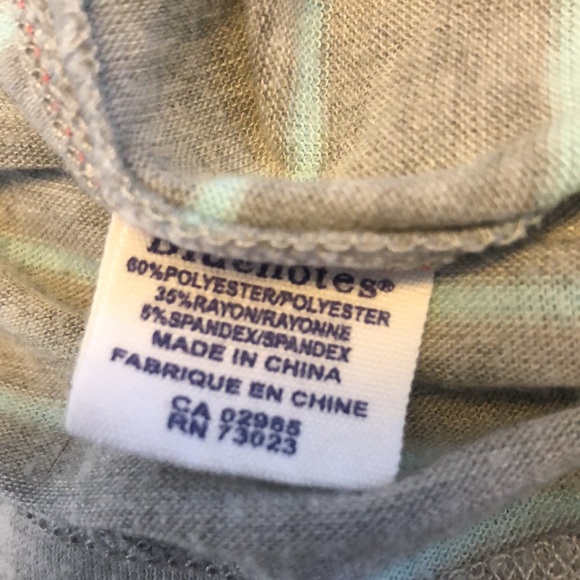 Bluenotes®
60%POLYESTER/POLYESTER
35%RAYON/RAYONNE
5%SPANDEX/SPANDEX
MADE IN CHINA
FABRIQUE EN CHINE
CA 02985
RN 73023